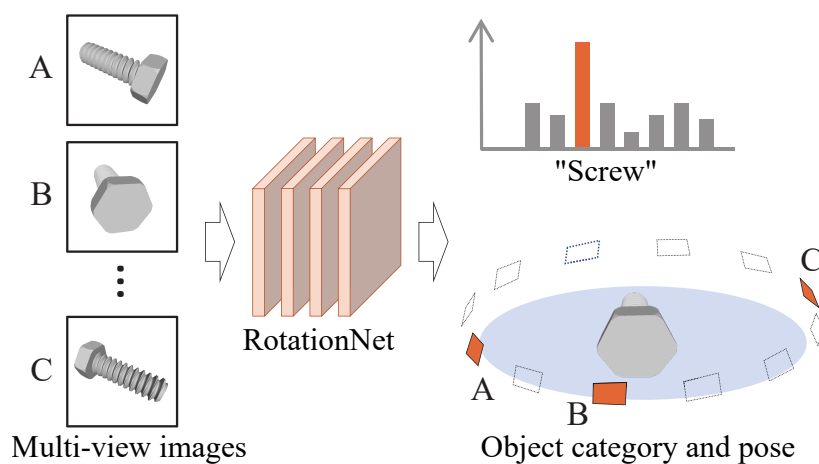 A
B
C
Multi-view images
RotationNet
"Screw"
C
A
B
Object category and pose